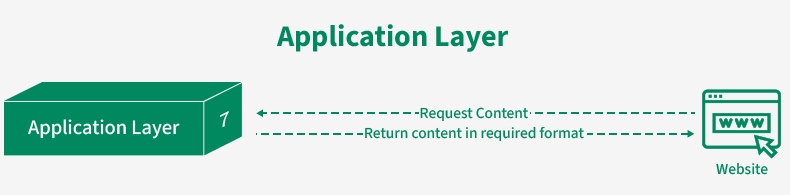 Application Layer
Application Layer
7
Request Content
Return content in required format
www
Website